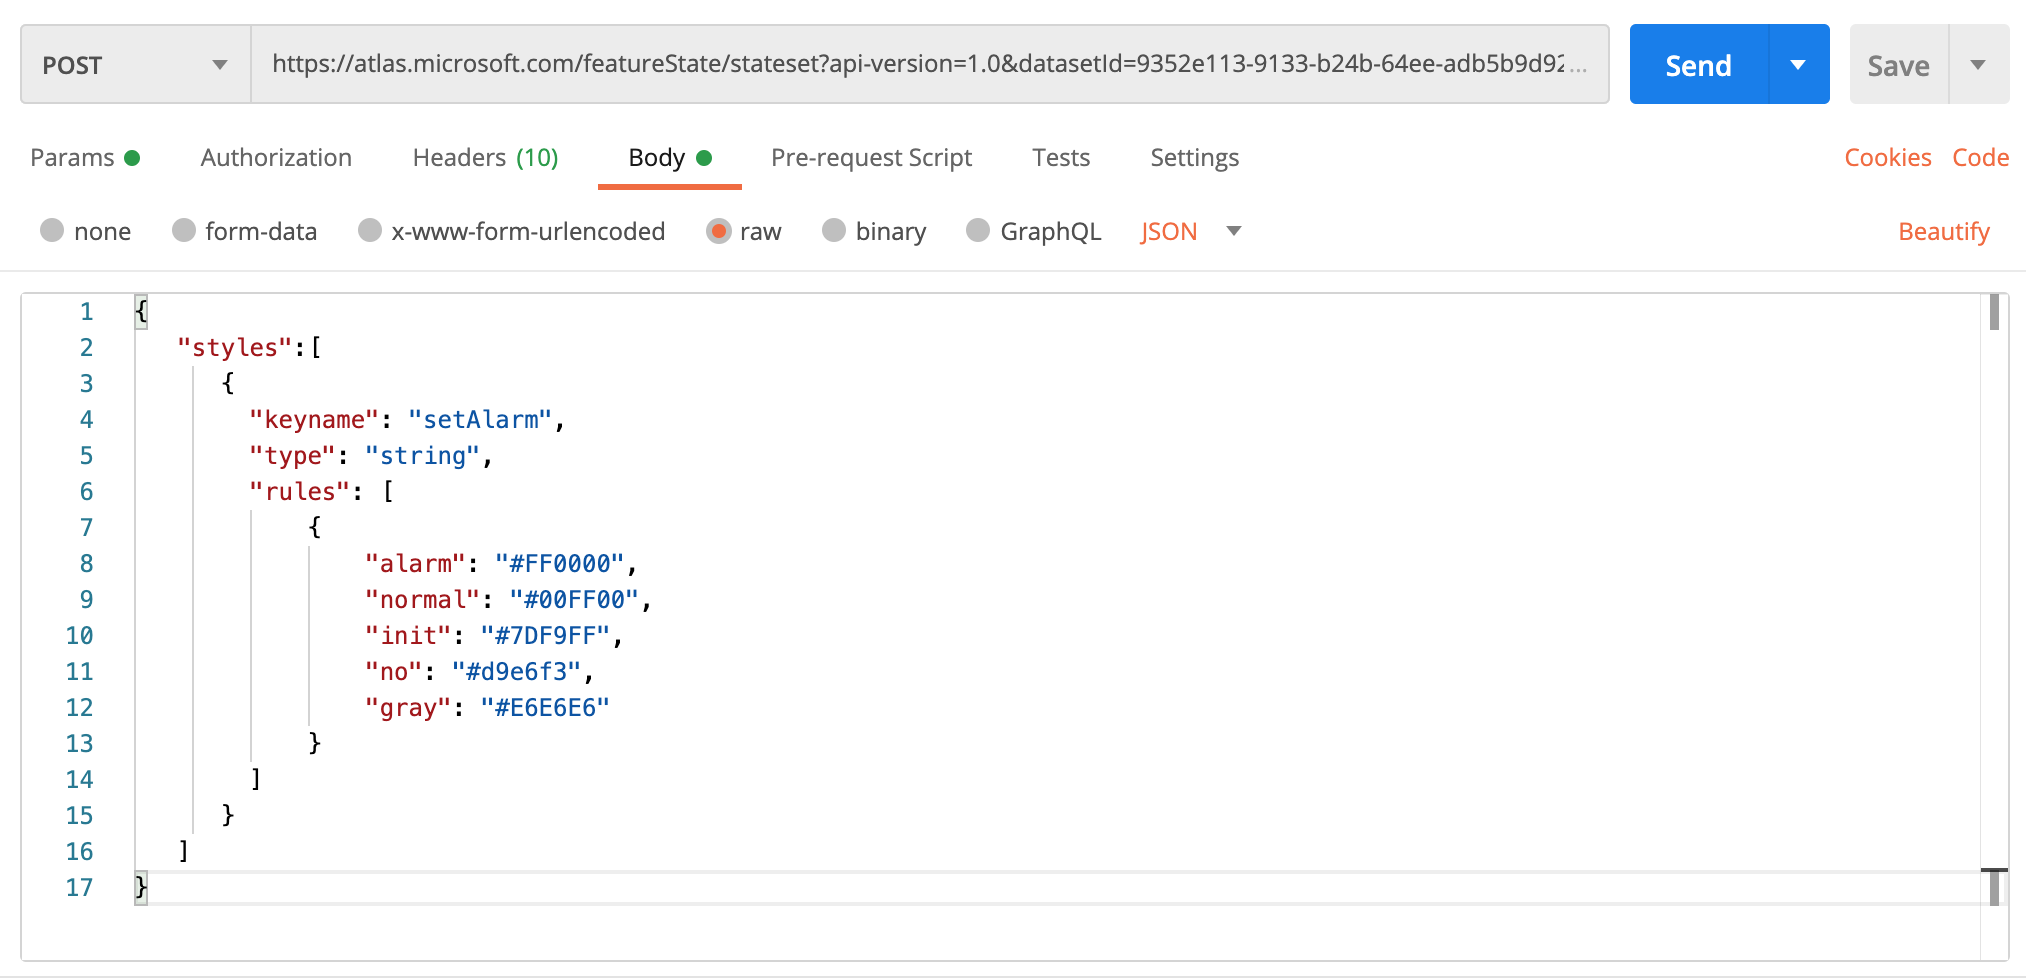 POST https://atlas.microsoft.com/featureState/stateset?api-version=1.0&datasetId=9352e113-9133-b24b-64ee-adb5b9d92... Send Save
Params Authorization Headers (10) Body Pre-request Script Tests Settings Cookies Code
none form-data x-www-form-urlencoded raw binary GraphQL JSON Beautify
1 {
2 "styles":[
3 {
4 "keyname": "setAlarm",
5 "type": "string",
6 "rules": [
7 {
8 "alarm": "#FF0000",
9 "normal": "#00FF00",
10 "init": "#7DF9FF",
11 "no": "#d9e6f3",
12 "gray": "#E6E6E6"
13 }
14 ]
15 }
16 ]
17 }